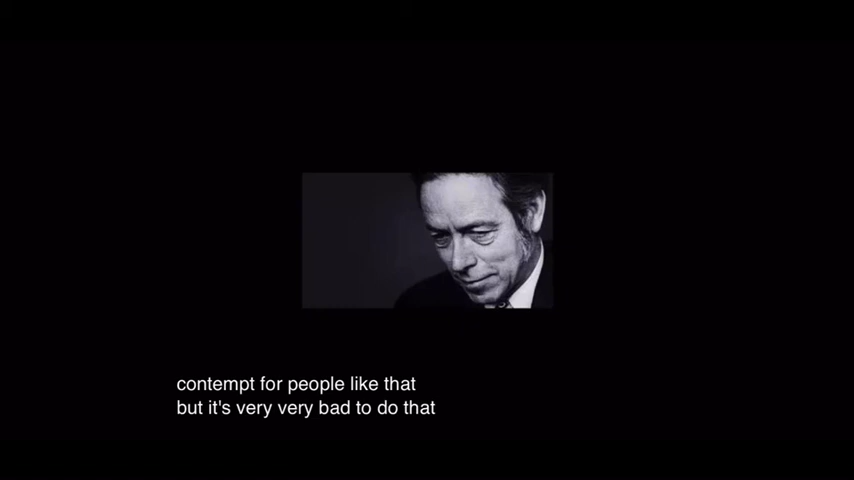 contempt for people like that
but it's very very bad to do that